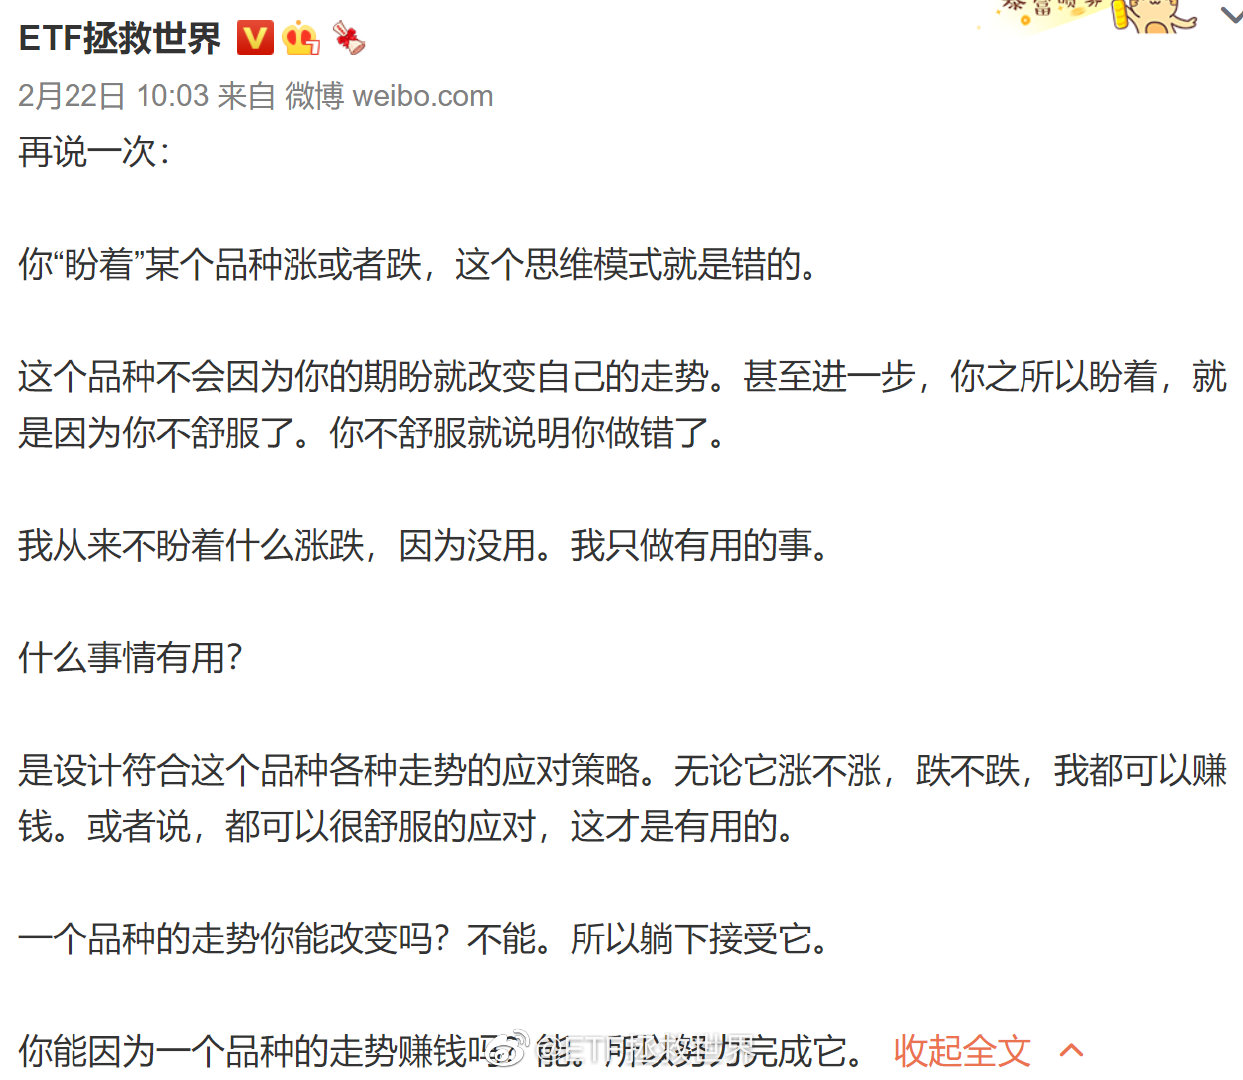 ETF拯救世界
2月22日 10:03 来自 微博 weibo.com
再说一次：
你“盼着”某个品种涨或者跌，这个思维模式就是错的。
这个品种不会因为你的期盼就改变自己的走势。甚至进一步，你之所以盼着，就
是因为你不舒服了。你不舒服就说明你做错了。
我从来不盼着什么涨跌，因为没用。我只做有用的事。
什么事情有用？
是设计符合这个品种各种走势的应对策略。无论它涨不涨，跌不跌，我都可以赚
钱。或者说，都可以很舒服的应对，这才是有用的。
一个品种的走势你能改变吗？不能。所以躺下接受它。
你能因为一个品种的走势赚钱吗？能。所以努力完成它。 收起全文
@ETF拯救世界